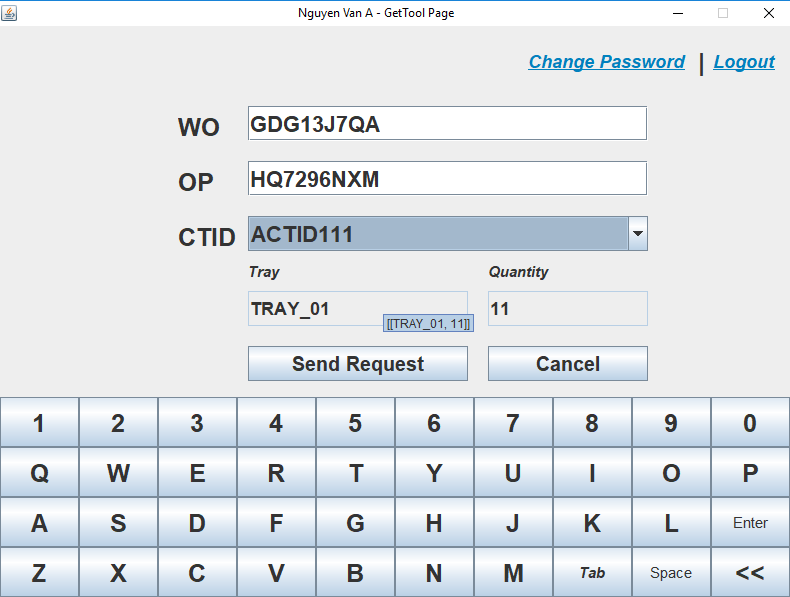 Nguyen Van A - GetTool Page
Change Password | Logout
WO GDG13J7QA
OP HQ7296NXM
CTID ACTID111
Tray Quantity
TRAY_01 11
[[TRAY_01, 11]]
Send Request Cancel
1 2 3 4 5 6 7 8 9 0
Q W E R T Y U I O P
A S D F G H J K L Enter
Z X C V B N M Tab Space <<